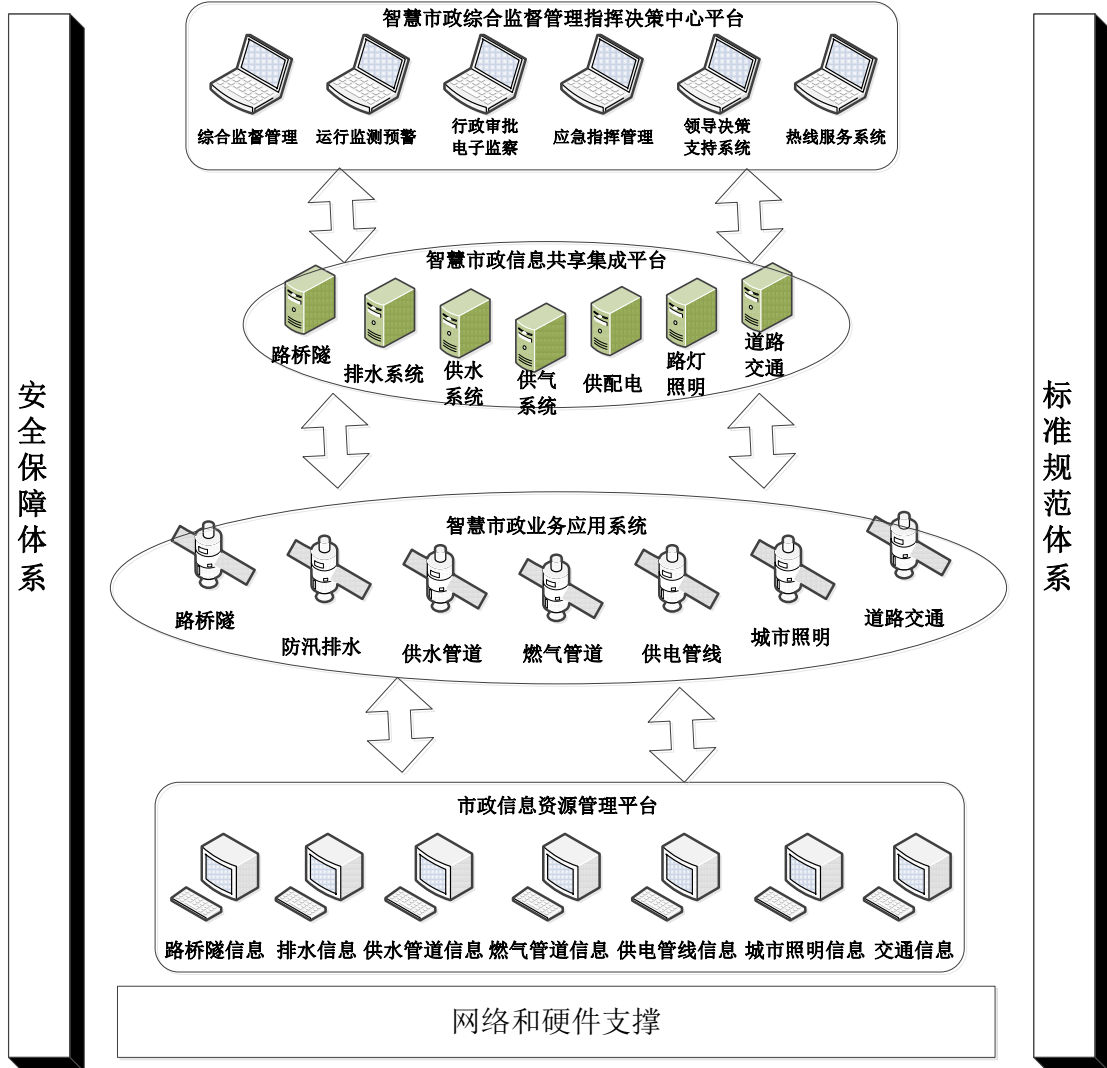 智慧市政综合监督管理指挥决策中心平台
综合监督管理
运行监测预警
行政审批
电子监察
应急指挥管理
领导决策
支持系统
热线服务系统
智慧市政信息共享集成平台
路桥隧
排水系统
供水
系统
供气
系统
供配电
路灯
照明
道路
交通
安全保障体系
标准规范体系
智慧市政业务应用系统
路桥隧
防汛排水
供水管道
燃气管道
供电管线
城市照明
道路交通
市政信息资源管理平台
路桥隧信息
排水信息
供水管道信息
燃气管道信息
供电管线信息
城市照明信息
交通信息
网络和硬件支撑